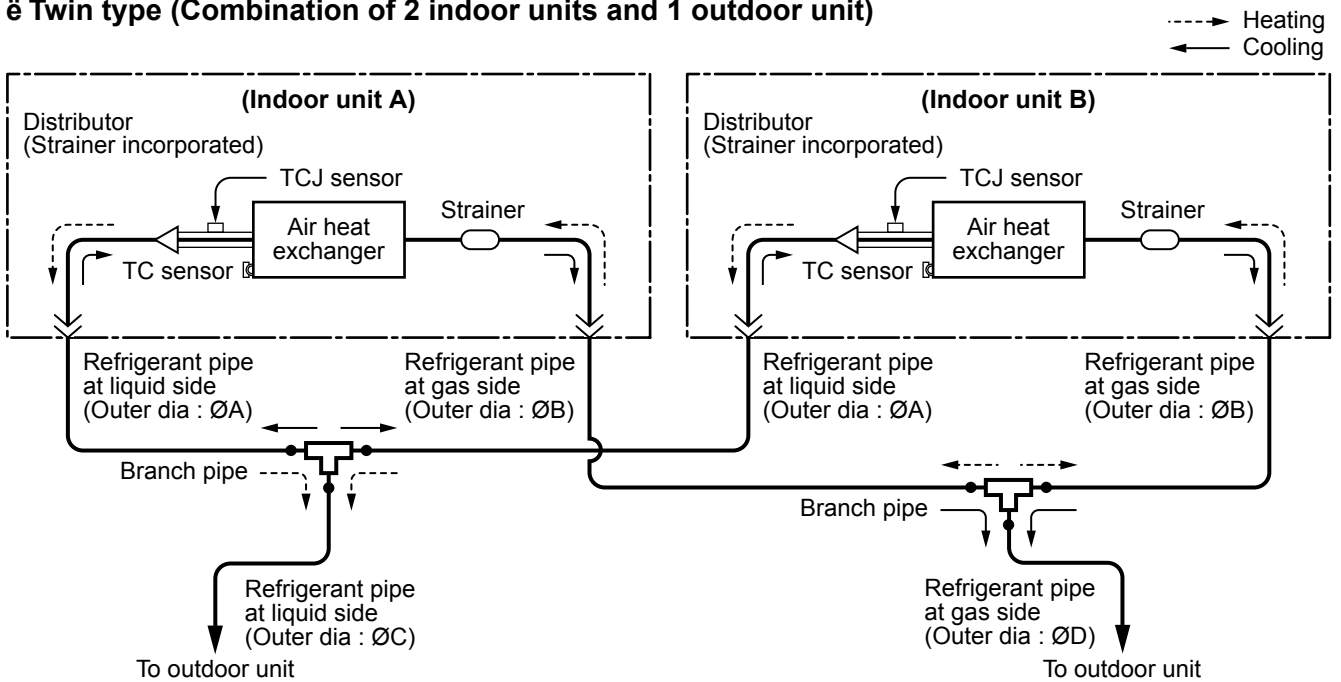 ë Twin type (Combination of 2 indoor units and 1 outdoor unit)
Heating
Cooling
(Indoor unit A)
Distributor
(Strainer incorporated)
TCJ sensor
Strainer
Air heat
exchanger
TC sensor
(Indoor unit B)
Distributor
(Strainer incorporated)
TCJ sensor
Strainer
Air heat
exchanger
TC sensor
Refrigerant pipe
at liquid side
(Outer dia : ØA)
Refrigerant pipe
at gas side
(Outer dia : ØB)
Refrigerant pipe
at liquid side
(Outer dia : ØA)
Refrigerant pipe
at gas side
(Outer dia : ØB)
Branch pipe
Branch pipe
Refrigerant pipe
at liquid side
(Outer dia : ØC)
To outdoor unit
Refrigerant pipe
at gas side
(Outer dia : ØD)
To outdoor unit